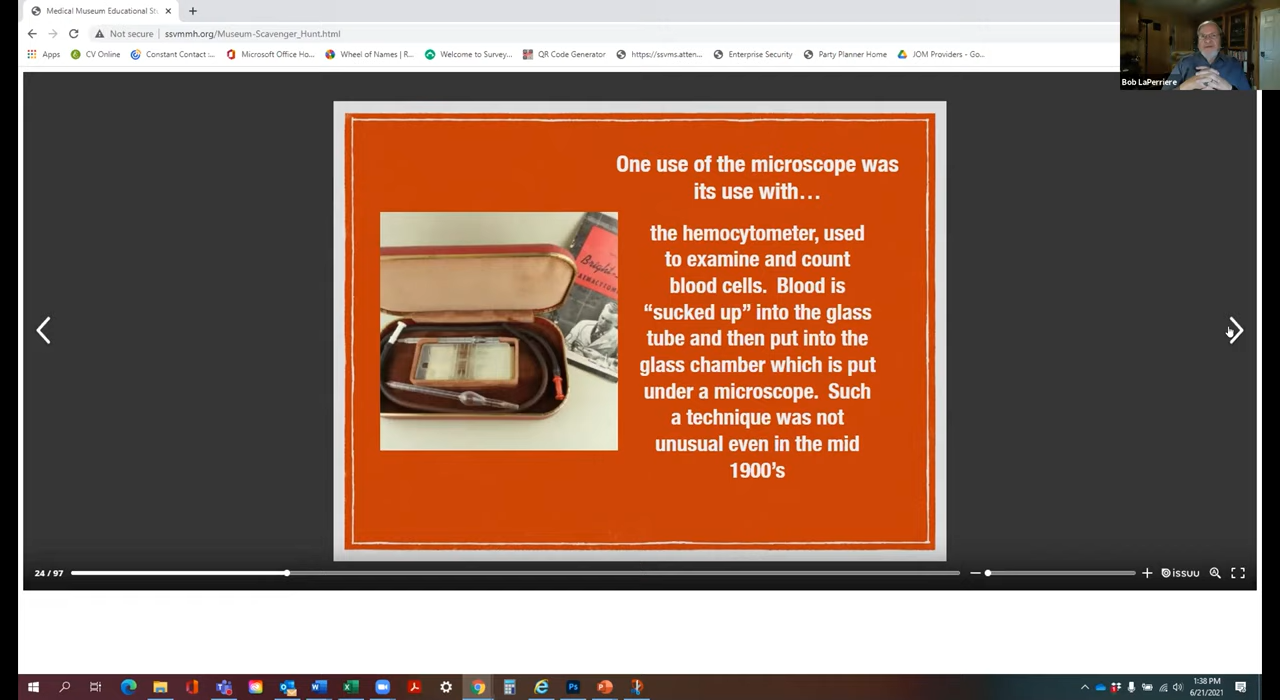 Medical Museum Educational St
Not secure
ssvmmh.org/Museum-Scavenger_Hunt.html
Apps
CV Online
Constant Contact :...
Microsoft Office Ho...
Wheel of Names | R...
Welcome to Survey...
QR Code Generator
https://ssvms.atten...
Enterprise Security
Party Planner Home
JOM Providers - Go...
Bob LaPerriere
One use of the microscope was
its use with...
the hemocytometer, used
to examine and count
blood cells. Blood is
“sucked up” into the glass
tube and then put into the
glass chamber which is put
under a microscope. Such
a technique was not
unusual even in the mid
1900’s
24 / 97
issuu
1:38 PM
6/21/2021